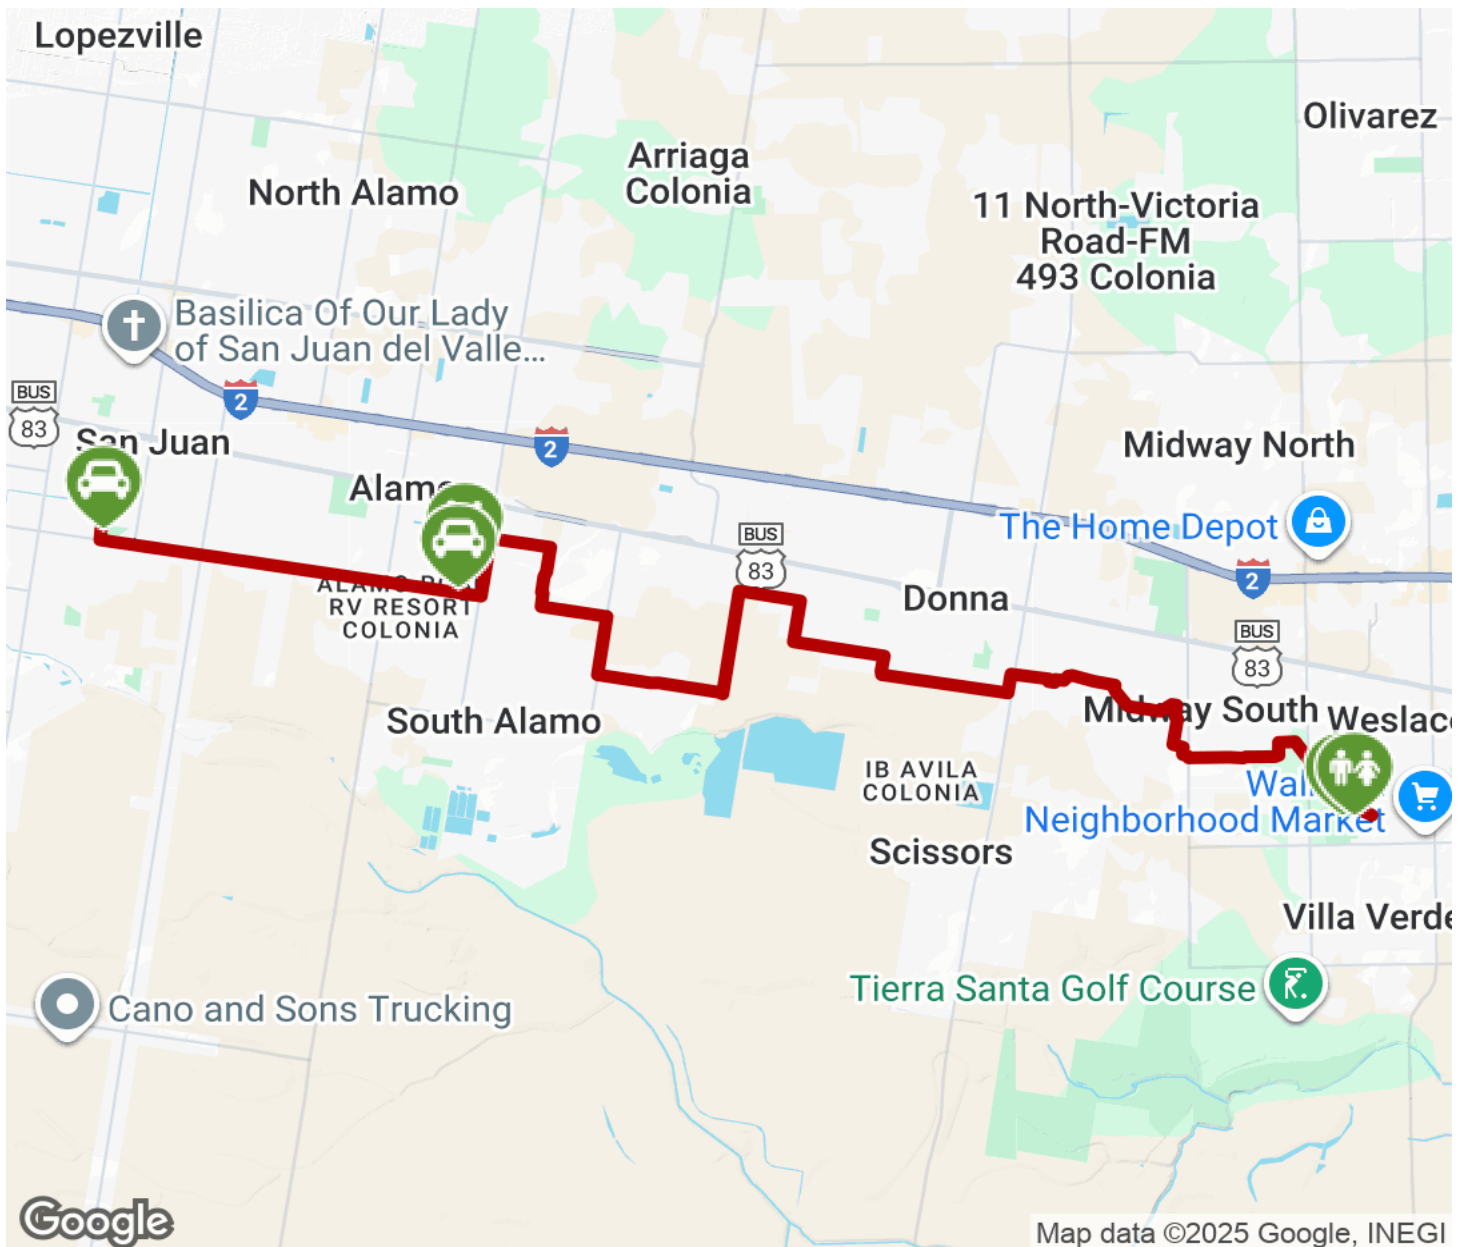 Lopezville
Olivarez
Arriaga
Colonia
North Alamo
11 North-Victoria
Road-FM
493 Colonia
Basilica Of Our Lady
of San Juan del Valle...
BUS
83
2
2
San Juan
Midway North
Alamo
The Home Depot
BUS
83
2
RV RESORT
COLONIA
Donna
BUS
83
South Alamo
Midway South
Weslaco
IB AVILA
COLONIA
Neighborhood Market
Scissors
Villa Verde
Tierra Santa Golf Course
Cano and Sons Trucking
Google
Map data ©2025 Google, INEGI